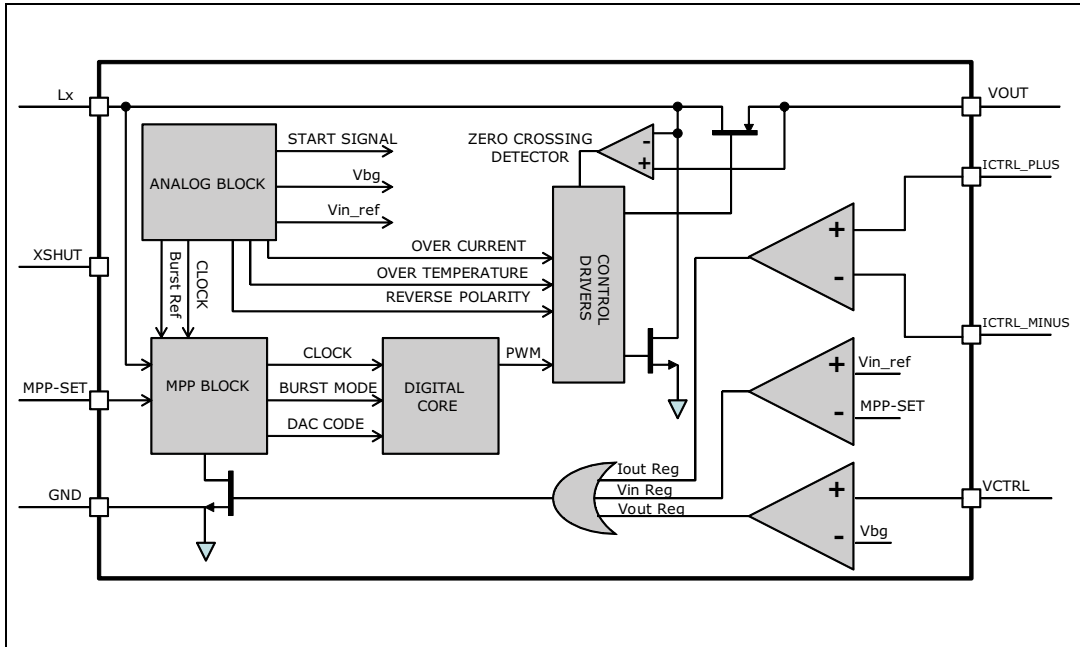 Lx
VOUT
START SIGNAL
ZERO CROSSING
DETECTOR
-
+
ANALOG BLOCK
Vbg
Vin_ref
ICTRL_PLUS
+
-
XSHUT
Burst Ref
CLOCK
OVER CURRENT
OVER TEMPERATURE
REVERSE POLARITY
CONTROL
DRIVERS
ICTRL_MINUS
MPP-SET
MPP BLOCK
CLOCK
BURST MODE
DAC CODE
DIGITAL
CORE
PWM
+
Vin_ref
-
MPP-SET
GND
Iout Reg
Vin Reg
Vout Reg
+
-
Vbg
VCTRL